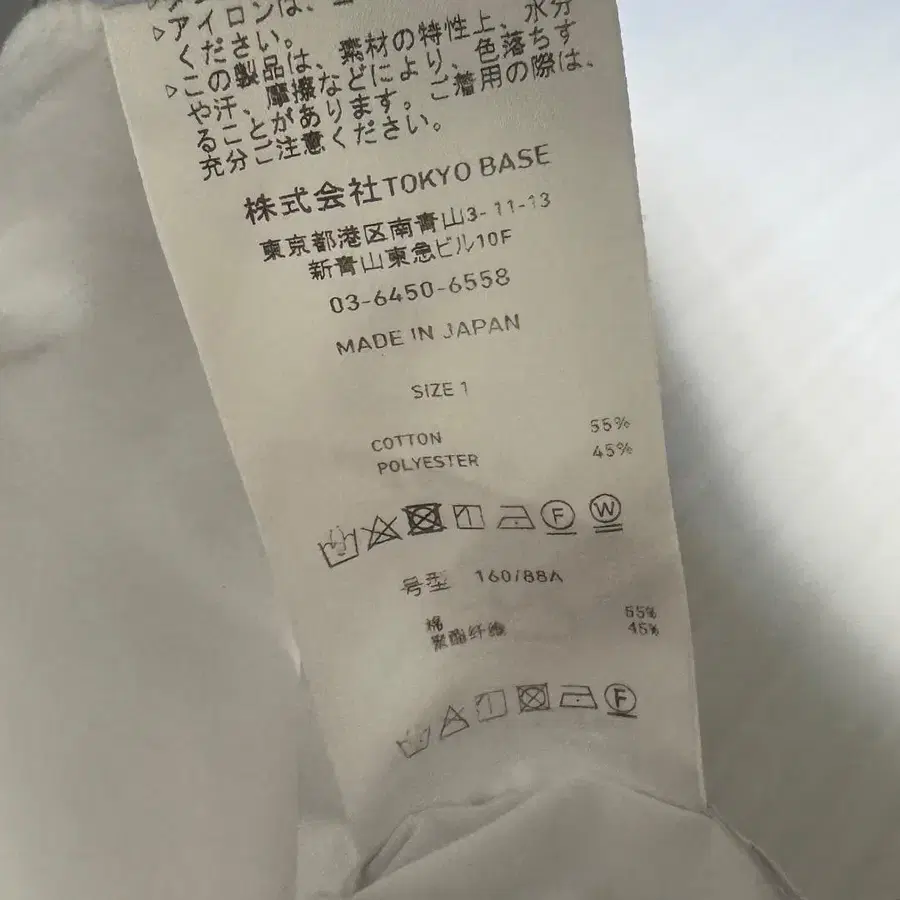 ▷アイロンは、
ください。
▷この製品は、素材の特性上、水分
や汗、摩擦などにより、色落ちす
ることがあります。ご着用の際は、
充分ご注意ください。
株式会社TOKYO BASE
東京都港区南青山3-11-13
新青山東急ビル10F
03-6450-6558
MADE IN JAPAN
SIZE 1
COTTON 55%
POLYESTER 45%
F W
号型 160/88A
棉 55%
聚酯纤维 45%
F